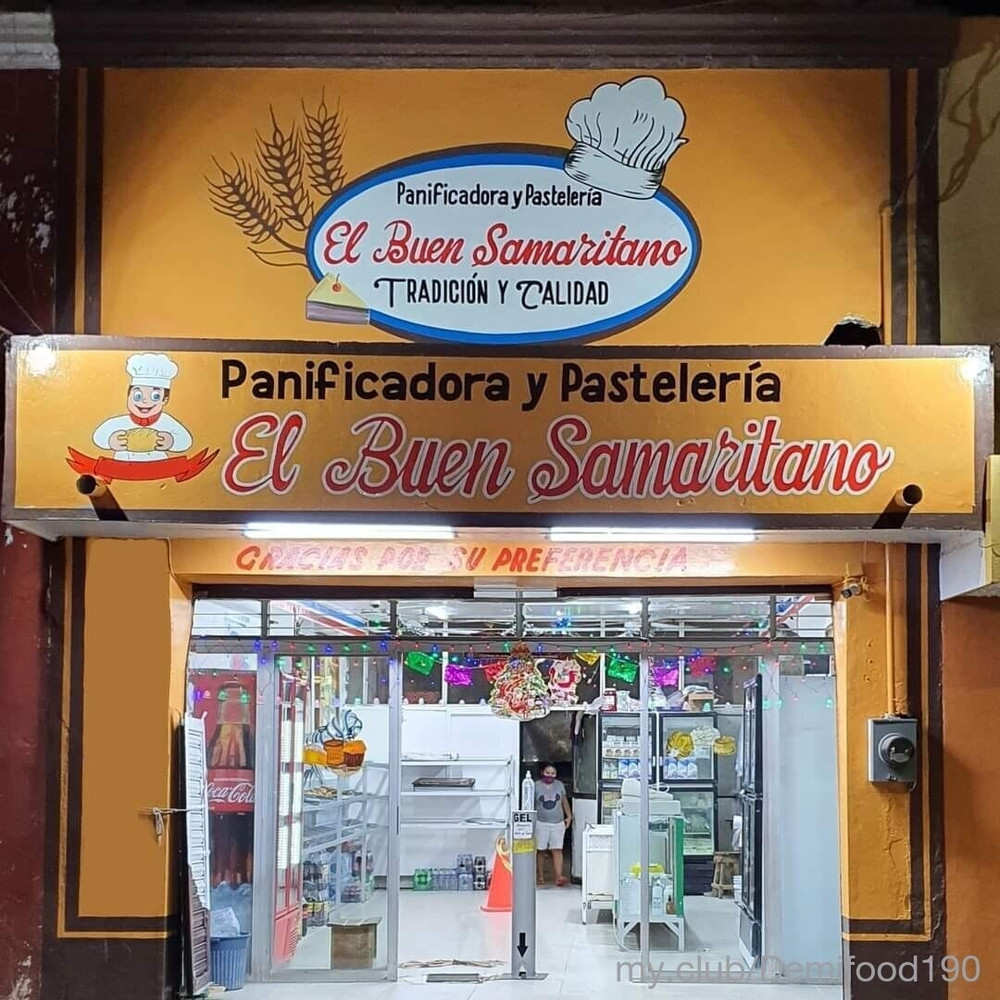 Panificadora y Pastelería
El Buen Samaritano
TRADICIÓN Y CALIDAD
Panificadora y Pastelería
El Buen Samaritano
GRACIAS POR SU PREFERENCIA
Coca-Cola
GEL
my.club/Demifood190